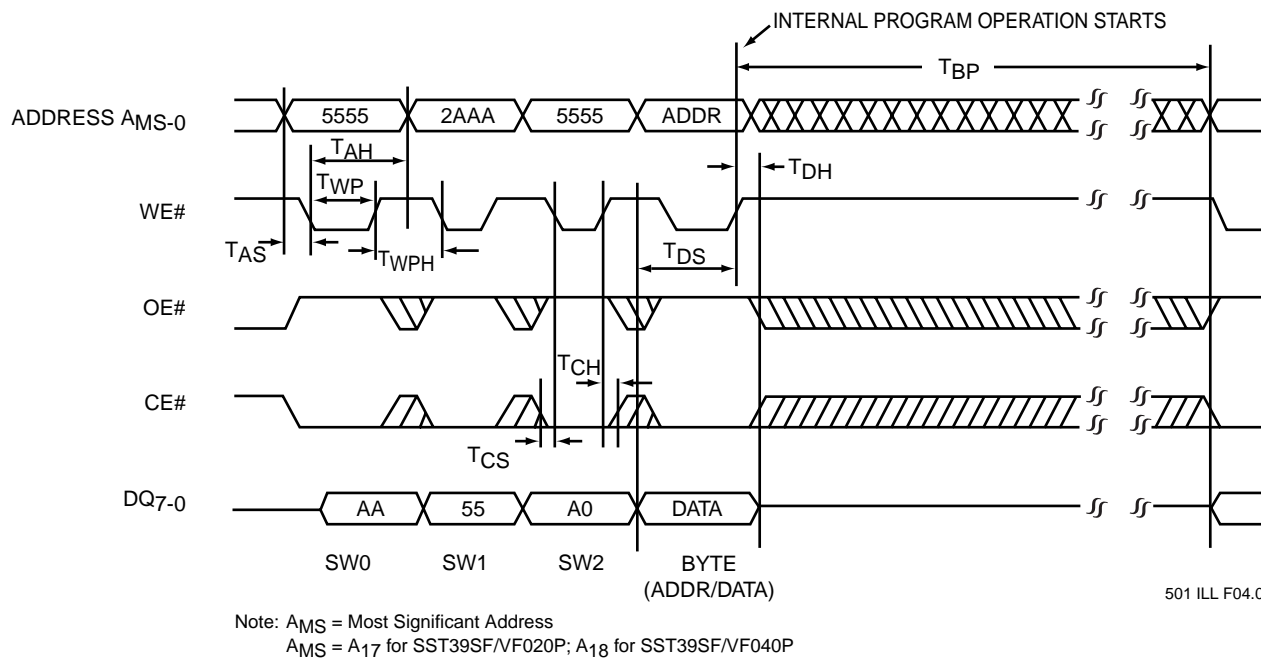 INTERNAL PROGRAM OPERATION STARTS
TBP
ADDRESS AMS-0
5555
2AAA
5555
ADDR
TAH
TDH
TWP
WE#
TAS
TWPH
TDS
OE#
TCH
CE#
TCS
DQ7-0
AA
55
A0
DATA
SW0
SW1
SW2
BYTE
(ADDR/DATA)
501 ILL F04.0
Note: AMS = Most Significant Address
AMS = A17 for SST39SF/VF020P; A18 for SST39SF/VF040P